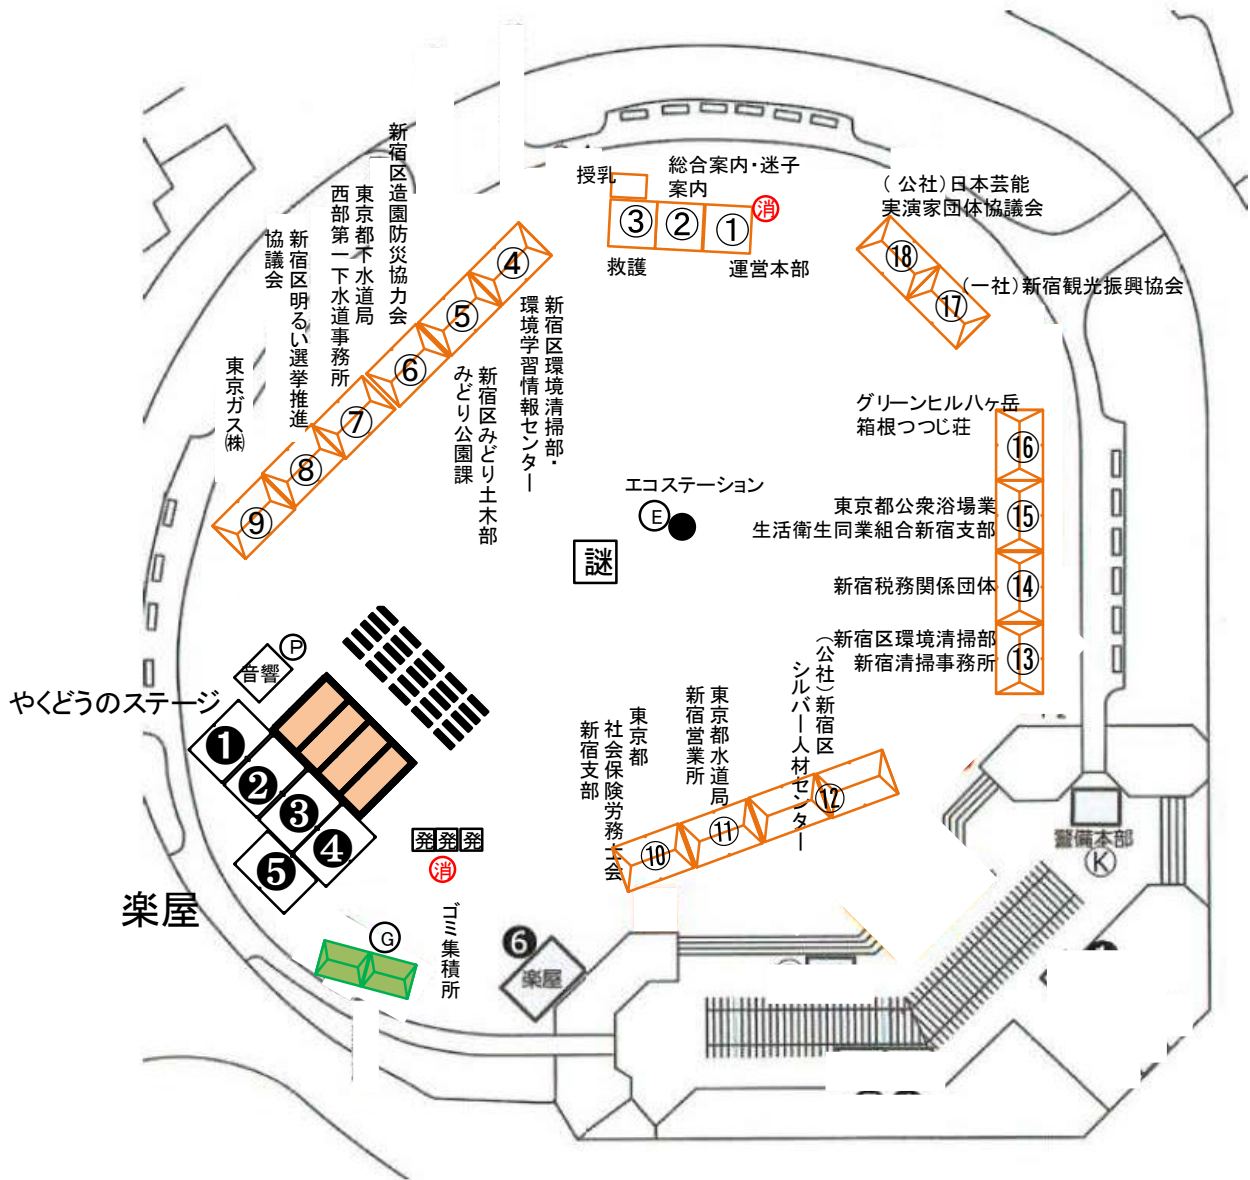 授乳
総合案内・迷子
案内
消
③
②
①
救護
運営本部
（公社）日本芸能
実演家団体協議会
⑱
⑰
（一社）新宿観光振興協会
新宿区造園防災協力会
東京都下水道局
西部第一下水道事務所
新宿区明るい選挙推進
協議会
東京ガス㈱
④
⑤
⑥
⑦
⑧
⑨
新宿区環境清掃部・
環境学習情報センター
新宿区みどり土木部
みどり公園課
グリーンヒル八ヶ岳
箱根つつじ荘
⑯
東京都公衆浴場業
生活衛生同業組合新宿支部
⑮
新宿税務関係団体
⑭
新宿区環境清掃部
新宿清掃事務所
⑬
エコステーション
E
謎
P
音響
やくどうのステージ
❶
❷
❸
❹
❺
楽屋
発発発
消
ゴミ集積所
G
❻
楽屋
東京都
社会保険労務士会
新宿支部
東京都水道局
新宿営業所
（公社）新宿区
シルバー人材センター
⑩
⑪
⑫
警備本部
K